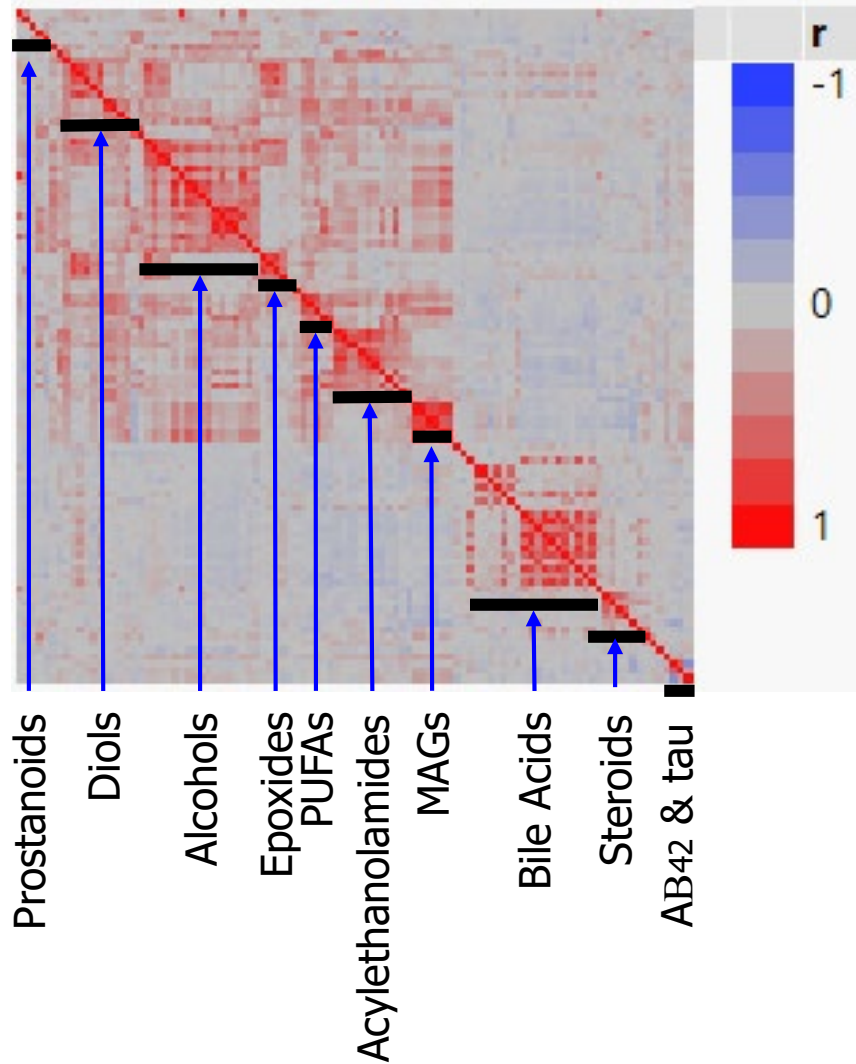 r
-1
0
1
Prostanoids
Diols
Alcohols
Epoxides
PUFAs
Acylethanolamides
MAGs
Bile Acids
Steroids
AB42 & tau